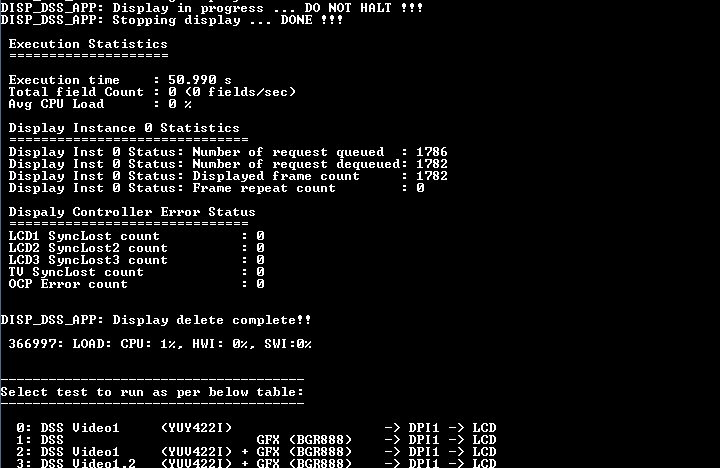 DISP_DSS_APP: Display in progress ... DO NOT HALT !!!
DISP_DSS_APP: Stopping display ... DONE !!!
Execution Statistics
====================
Execution time    : 50.990 s
Total field Count : 0 (0 fields/sec)
Avg CPU Load      : 0 %
Display Instance 0 Statistics
==============================
Display Inst 0 Status: Number of request queued  : 1786
Display Inst 0 Status: Number of request dequeued: 1782
Display Inst 0 Status: Displayed frame count     : 1782
Display Inst 0 Status: Frame repeat count        : 0
Dispaly Controller Error Status
==============================
LCD1 SyncLost count          : 0
LCD2 SyncLost2 count         : 0
LCD3 SyncLost3 count         : 0
TV SyncLost count            : 0
OCP Error count              : 0
DISP_DSS_APP: Display delete complete!!
366997: LOAD: CPU: 1%, HWI: 0%, SWI:0%
--------------------------------------
Select test to run as per below table:
--------------------------------------
0: DSS Video1     (YUV422I)                   -> DPI1 -> LCD
1: DSS                        GFX (BGR888)    -> DPI1 -> LCD
2: DSS Video1     (YUV422I) + GFX (BGR888)    -> DPI1 -> LCD
3: DSS Video1,2   (YUV422I) + GFX (BGR888)    -> DPI1 -> LCD